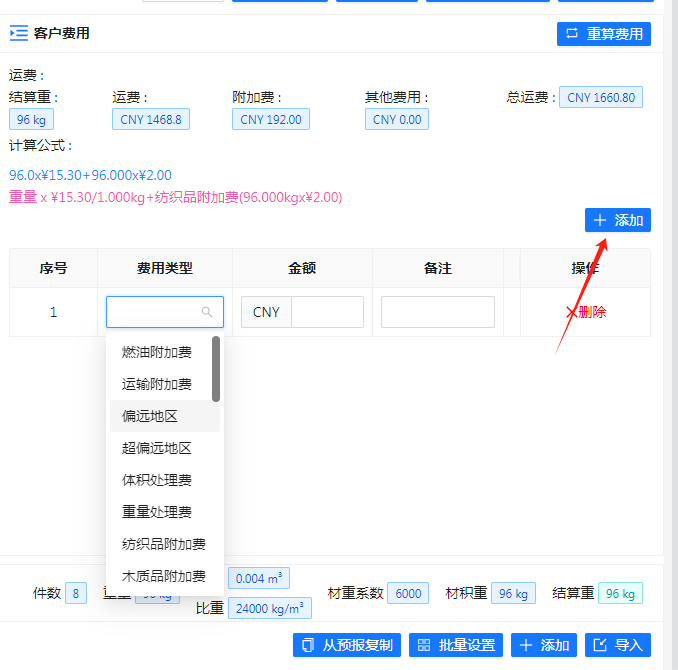 客户费用 重算费用
运费 :
结算重 : 运费 : 附加费 : 其他费用 : 总运费 : CNY 1660.80
96 kg CNY 1468.8 CNY 192.00 CNY 0.00
计算公式 :
96.0x¥15.30+96.000x¥2.00
重量 x ¥15.30/1.000kg+纺织品附加费(96.000kgx¥2.00)
添加
序号 费用类型 金额 备注 操作
1 CNY 删除
燃油附加费
运输附加费
偏远地区
超偏远地区
体积处理费
重量处理费
纺织品附加费
木质品附加费
0.004 m³
件数 8 重量 96 kg 材重系数 6000 材积重 96 kg 结算重 96 kg
比重 24000 kg/m³
从预报复制 批量设置 添加 导入